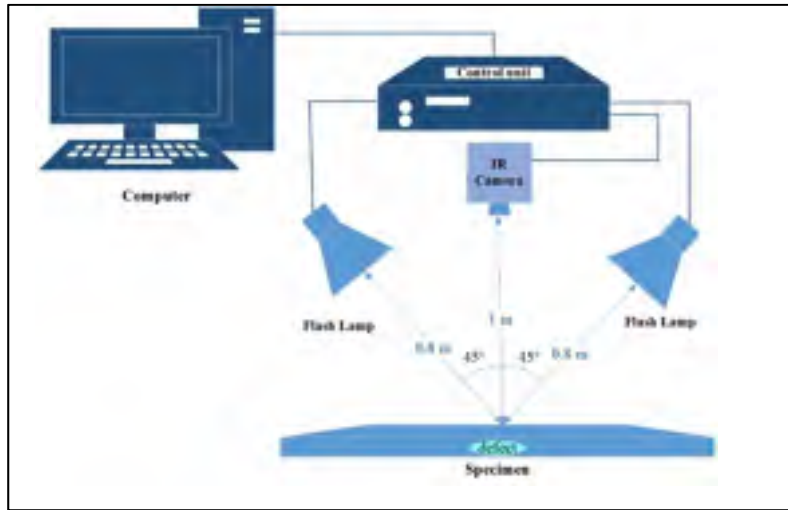 Control unit
IR
Camera
Computer
Flash Lamp
Flash Lamp
1 m
0.8 m
45°
45°
0.8 m
defect
Specimen